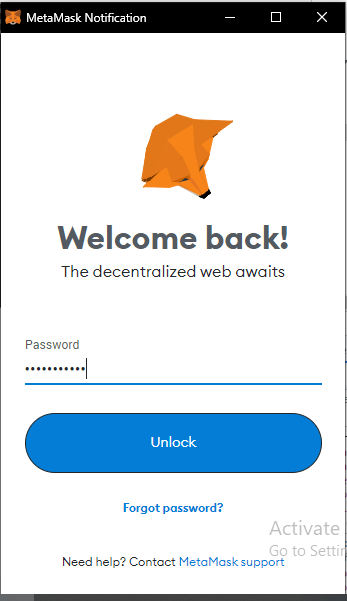 MetaMask Notification
Welcome back!
The decentralized web awaits
Password
•••••••••••
Unlock
Forgot password?
Activate
Go to Settin
Need help? Contact MetaMask support